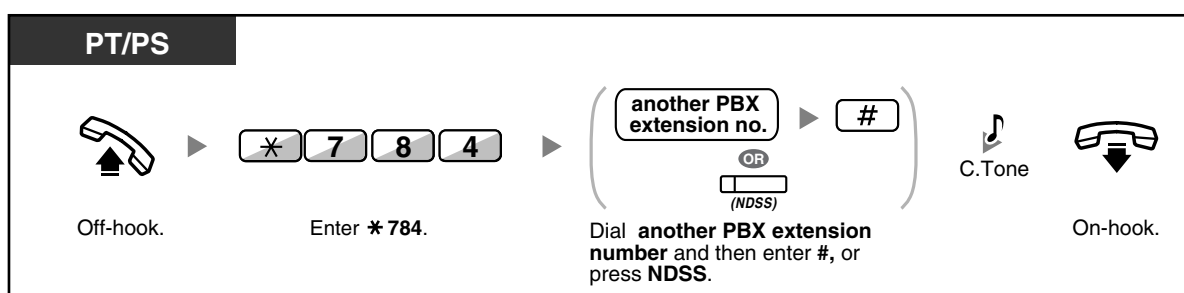 PT/PS
another PBX
extension no.
#
OR
(NDSS)
* 7 8 4
C.Tone
Off-hook.
Enter * 784.
Dial another PBX extension
number and then enter #, or
press NDSS.
On-hook.